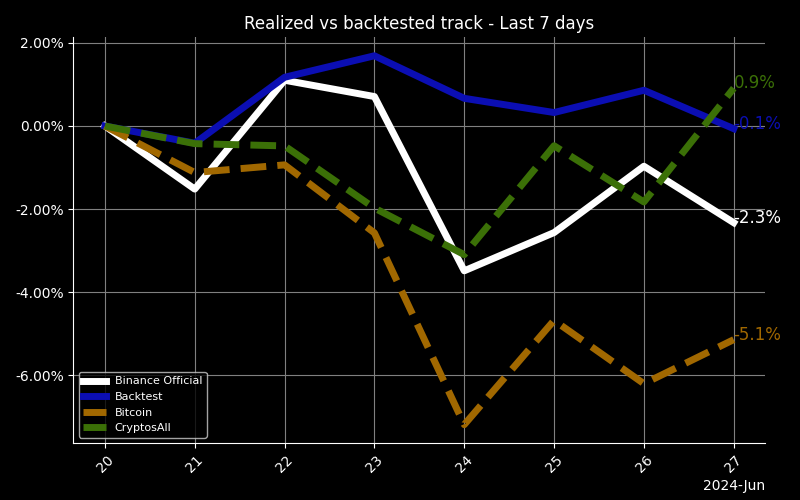 Realized vs backtested track - Last 7 days
2.00%
0.00%
-2.00%
-4.00%
-6.00%
0.9%
-0.1%
-2.3%
-5.1%
Binance Official
Backtest
Bitcoin
CryptosAll
20
21
22
23
24
25
26
27
2024-Jun